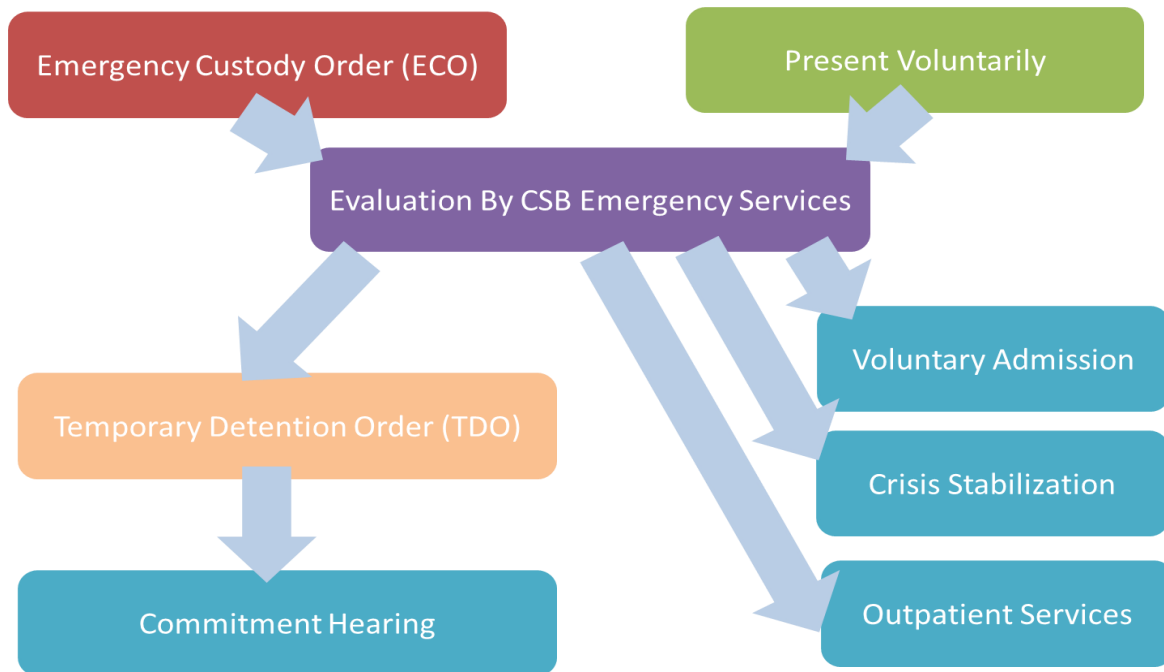 Emergency Custody Order (ECO)
Present Voluntarily
Evaluation By CSB Emergency Services
Voluntary Admission
Temporary Detention Order (TDO)
Crisis Stabilization
Commitment Hearing
Outpatient Services